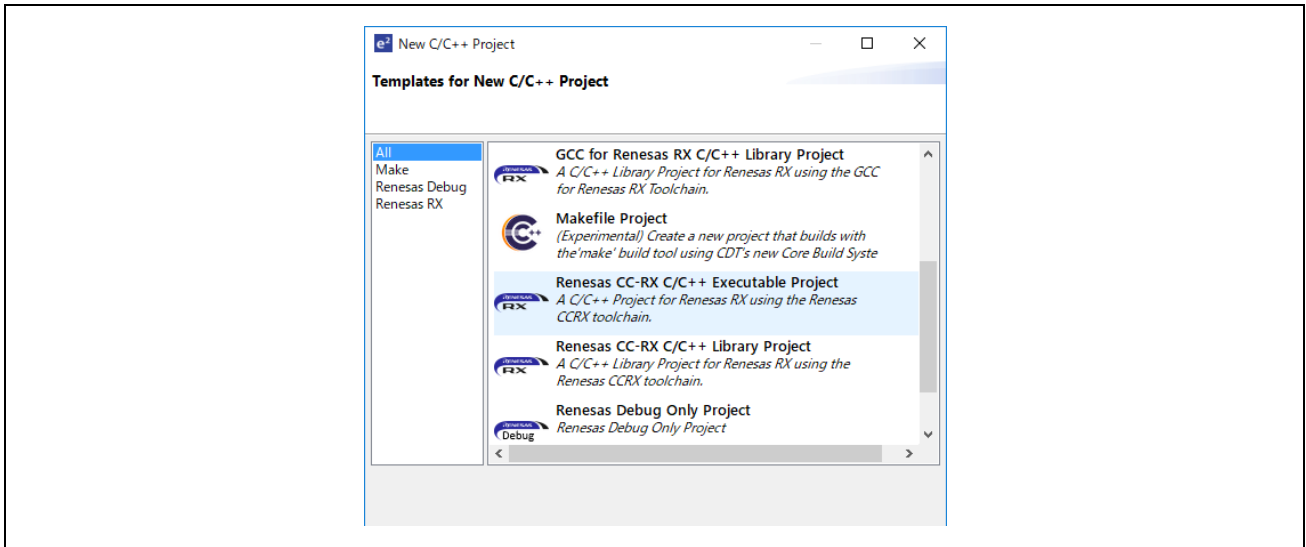 e² New C/C++ Project
Templates for New C/C++ Project
All
Make
Renesas Debug
Renesas RX
GCC for Renesas RX C/C++ Library Project
A C/C++ Library Project for Renesas RX using the GCC
for Renesas RX Toolchain.
RENESAS
RX
Makefile Project
(Experimental) Create a new project that builds with
the'make' build tool using CDT's new Core Build Syste
C++
Renesas CC-RX C/C++ Executable Project
A C/C++ Project for Renesas RX using the Renesas
CCRX toolchain.
RENESAS
RX
Renesas CC-RX C/C++ Library Project
A C/C++ Library Project for Renesas RX using the
Renesas CCRX toolchain.
RENESAS
RX
Renesas Debug Only Project
Renesas Debug Only Project
RENESAS
Debug